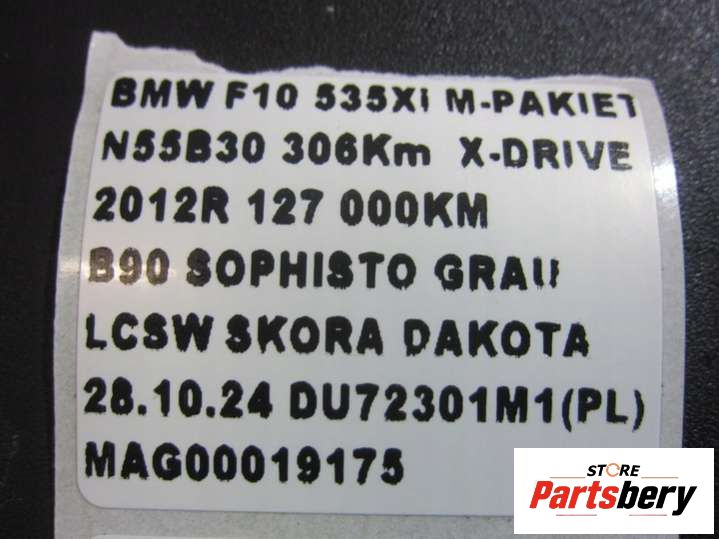 BMW F10 535Xi M-PAKIET
N55B30 306Km X-DRIVE
2012R 127 000KM
B90 SOPHISTO GRAU
LCSW SKORA DAKOTA
28.10.24 DU72301M1(PL)
MAG00019175
STORE
Partsbery